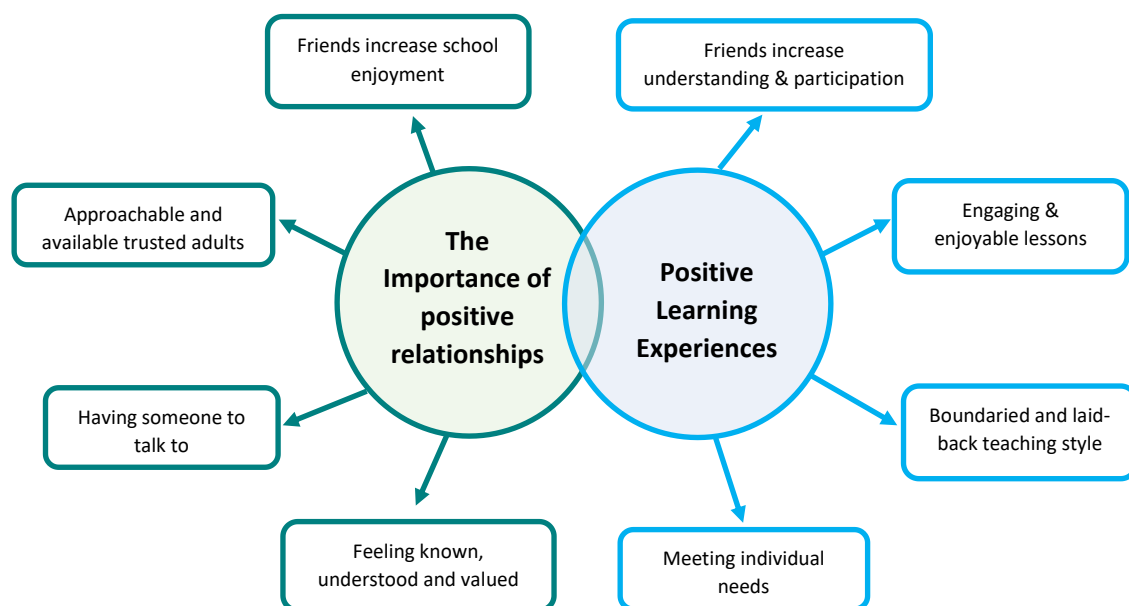 Friends increase school
enjoyment
Friends increase
understanding & participation
Approachable and
available trusted adults
Engaging &
enjoyable lessons
The
Importance of
positive
relationships
Positive
Learning
Experiences
Having someone to
talk to
Boundaried and laid-
back teaching style
Feeling known,
understood and valued
Meeting individual
needs